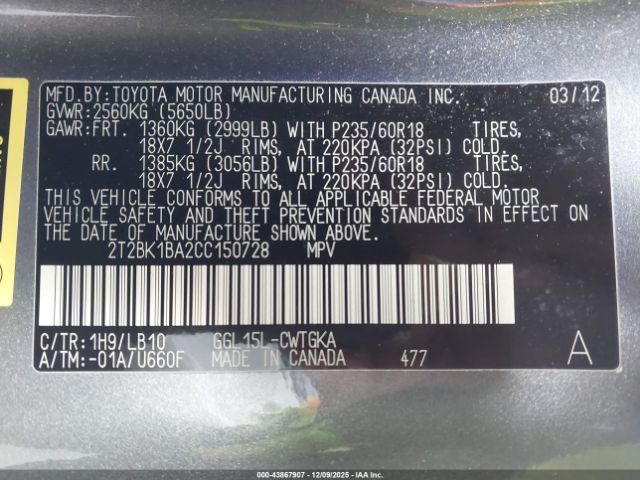 MFD.BY:TOYOTA MOTOR MANUFACTURING CANADA INC. 03/12
GVWR:2560KG (5650LB)
GAWR:FRT. 1360KG (2999LB) WITH P235/60R18 TIRES,
18X7 1/2J RIMS, AT 220KPA (32PSI) COLD.
RR. 1385KG (3056LB) WITH P235/60R18 TIRES,
18X7 1/2J RIMS, AT 220KPA (32PSI) COLD.
THIS VEHICLE CONFORMS TO ALL APPLICABLE FEDERAL MOTOR
VEHICLE SAFETY AND THEFT PREVENTION STANDARDS IN EFFECT ON
THE DATE OF MANUFACTURE SHOWN ABOVE.
2T2BK1BA2CC150728 MPV
C/TR:1H9/LB10 GGL15L-CWTGKA
A/TM:-01A/U660F MADE IN CANADA 477 A
000-43867907 - 12/09/2025 - IAAI.COM